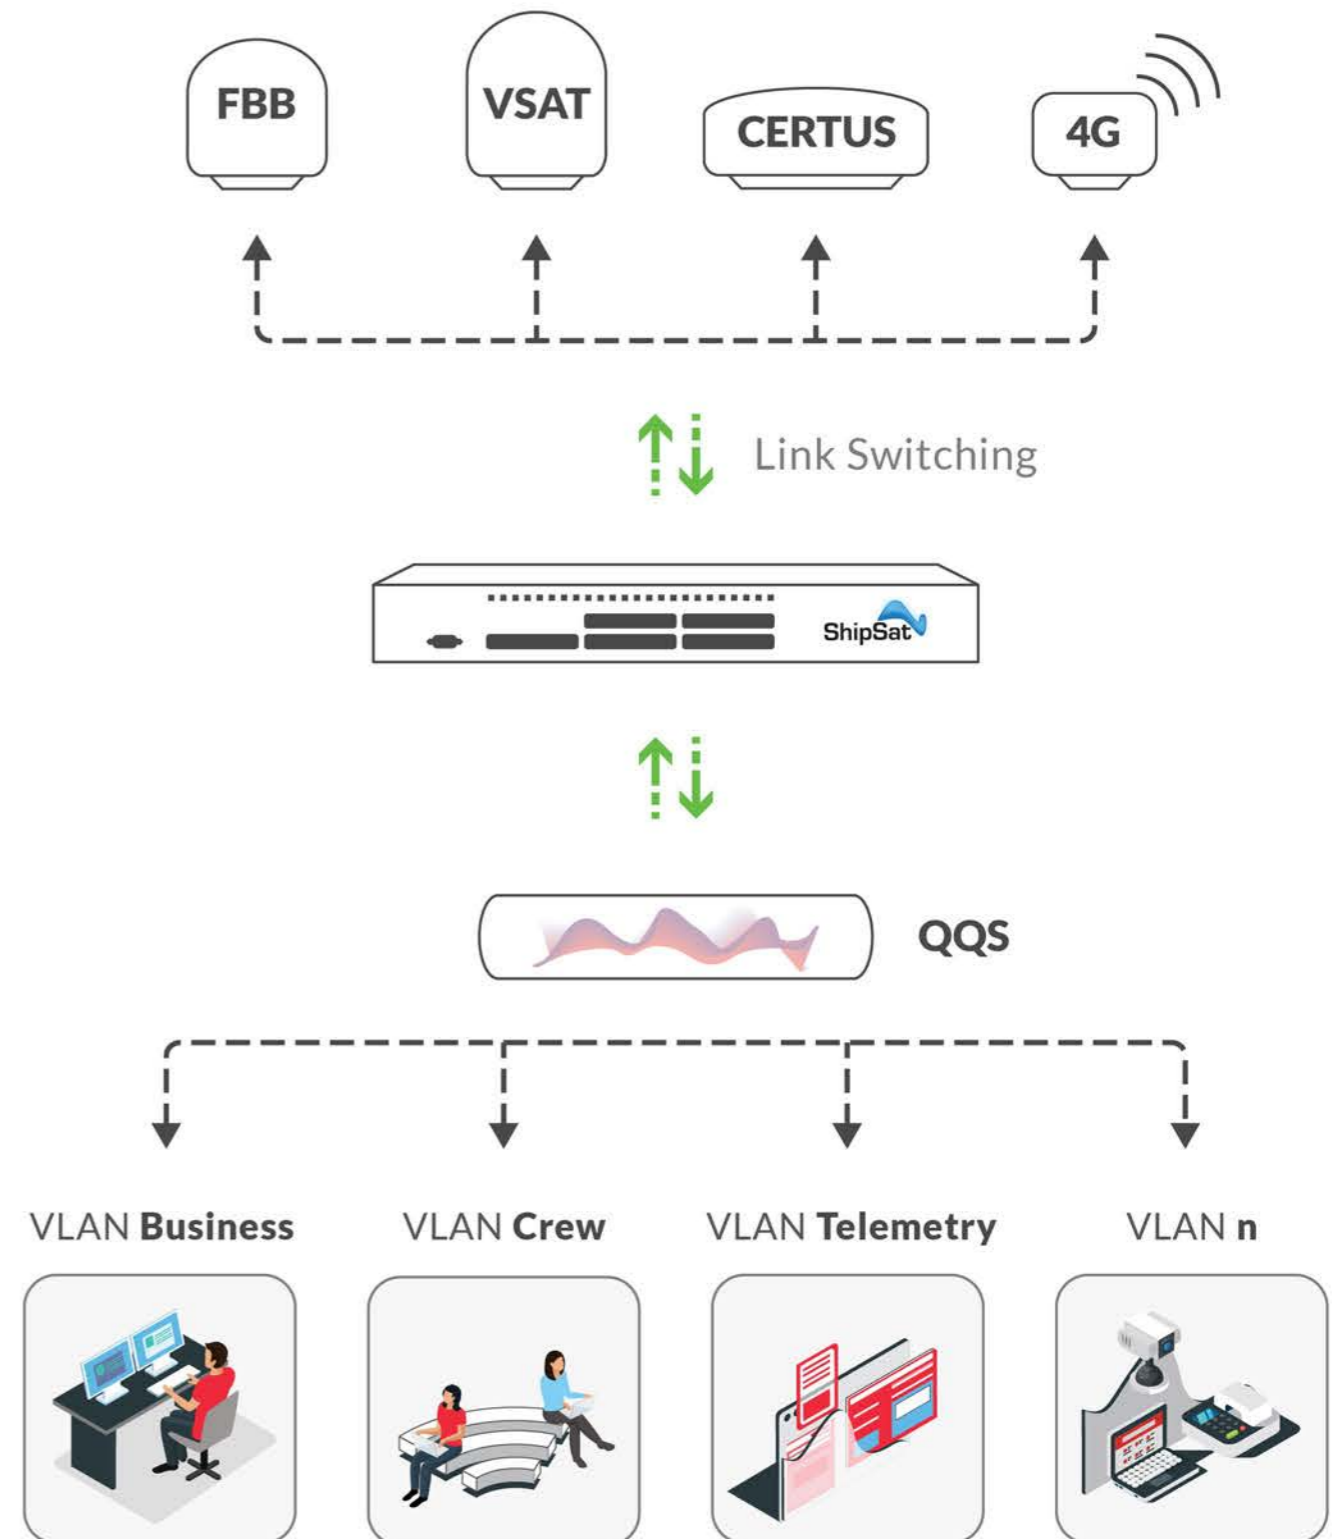 FBB
VSAT
CERTUS
4G
Link Switching
ShipSat
QQS
VLAN Business
VLAN Crew
VLAN Telemetry
VLAN n